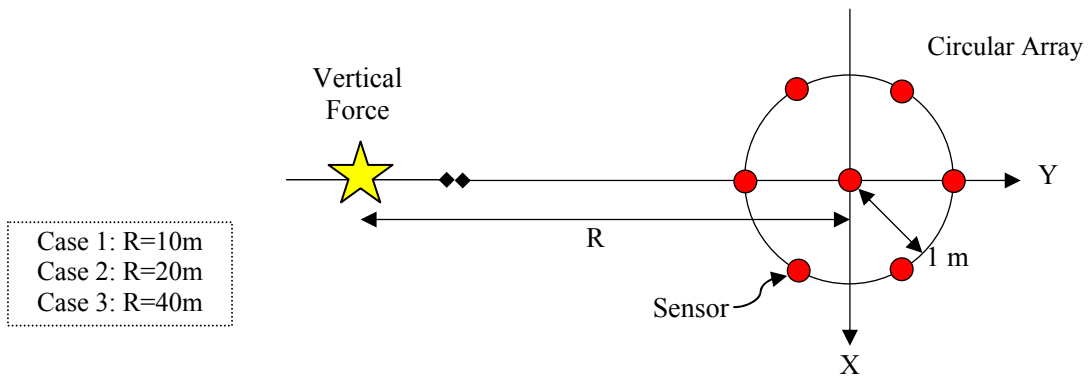 Circular Array
Vertical
Force
Y
R
1 m
Case 1: R=10m
Case 2: R=20m
Case 3: R=40m
Sensor
X